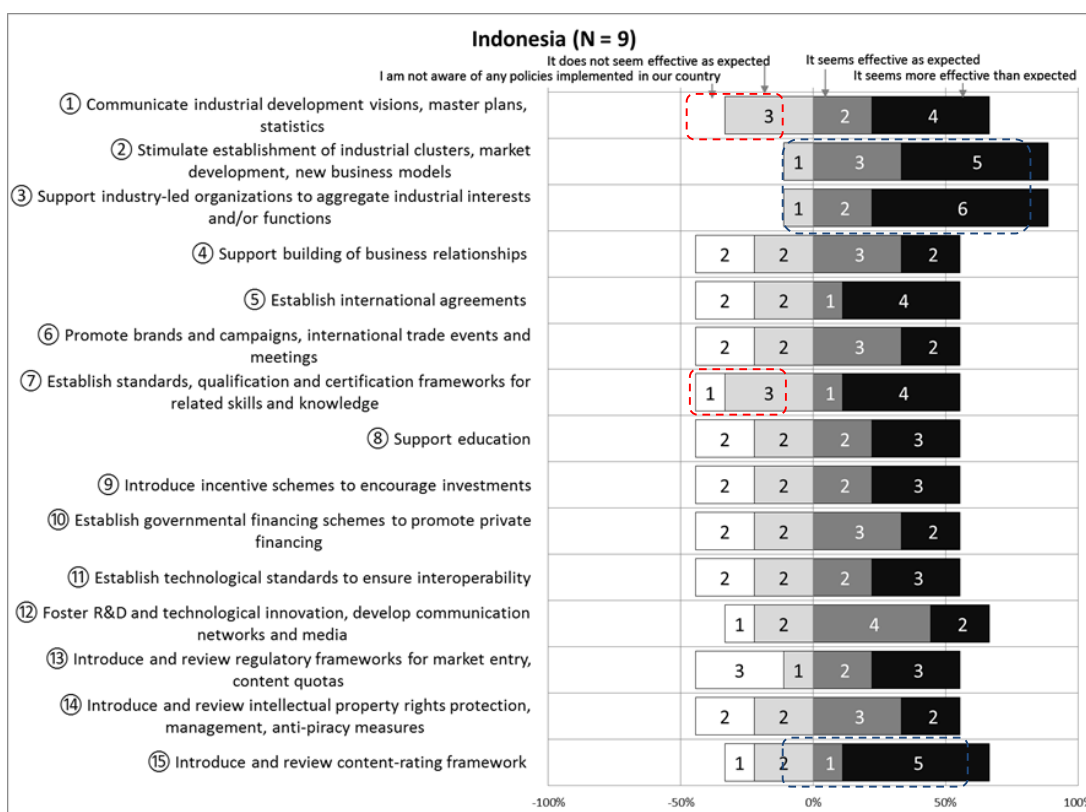 Indonesia (N = 9)
It does not seem effective as expected
It seems effective as expected
I am not aware of any policies implemented in our country
It seems more effective than expected
① Communicate industrial development visions, master plans,
statistics
3 2 4
② Stimulate establishment of industrial clusters, market
development, new business models
1 3 5
③ Support industry-led organizations to aggregate industrial interests
and/or functions
1 2 6
④ Support building of business relationships
2 2 3 2
⑤ Establish international agreements
2 2 1 4
⑥ Promote brands and campaigns, international trade events and
meetings
2 2 3 2
⑦ Establish standards, qualification and certification frameworks for
related skills and knowledge
1 3 1 4
⑧ Support education
2 2 2 3
⑨ Introduce incentive schemes to encourage investments
2 2 2 3
⑩ Establish governmental financing schemes to promote private
financing
2 2 3 2
⑪ Establish technological standards to ensure interoperability
2 2 2 3
⑫ Foster R&D and technological innovation, develop communication
networks and media
1 2 4 2
⑬ Introduce and review regulatory frameworks for market entry,
content quotas
3 1 2 3
⑭ Introduce and review intellectual property rights protection,
management, anti-piracy measures
2 2 3 2
⑮ Introduce and review content-rating framework
1 2 1 5
-100% -50% 0% 50% 100%